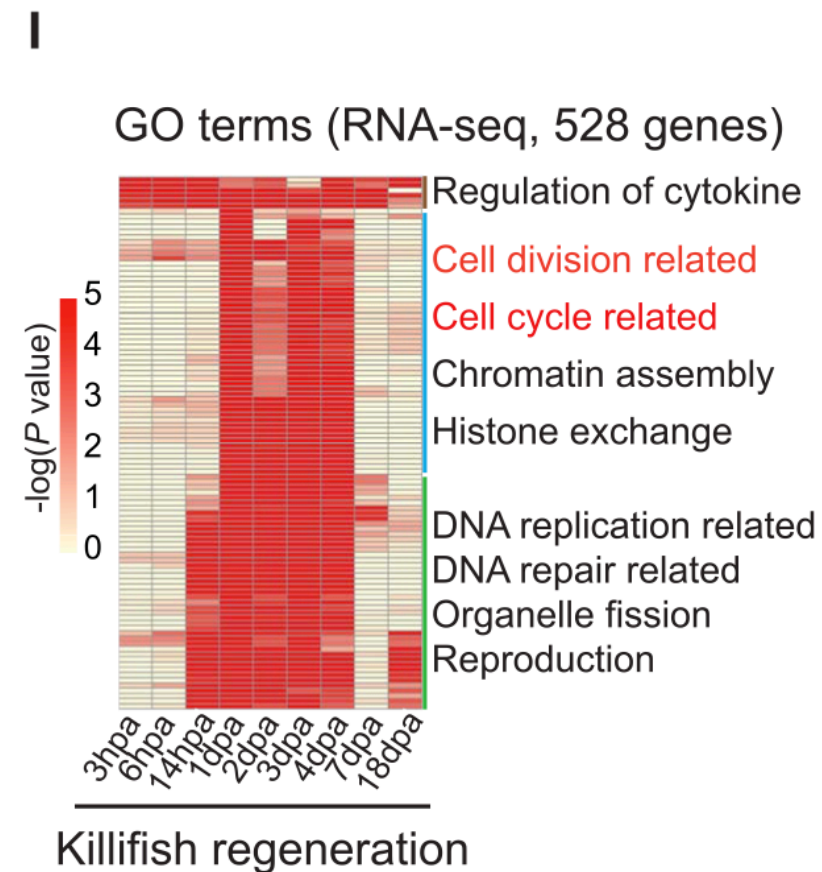 I
GO terms (RNA-seq, 528 genes)
Regulation of cytokine
Cell division related
Cell cycle related
Chromatin assembly
Histone exchange
DNA replication related
DNA repair related
Organelle fission
Reproduction
-log(P value)
5
4
3
2
1
0
3hpa
6hpa
14hpa
1dpa
2dpa
3dpa
4dpa
7dpa
18dpa
Killifish regeneration